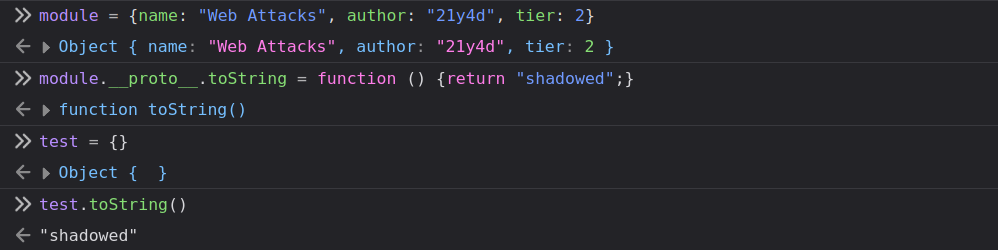 module = {name: "Web Attacks", author: "21y4d", tier: 2}
Object { name: "Web Attacks", author: "21y4d", tier: 2 }
module.__proto__.toString = function () {return "shadowed";}
function toString()
test = {}
Object {  }
test.toString()
"shadowed"